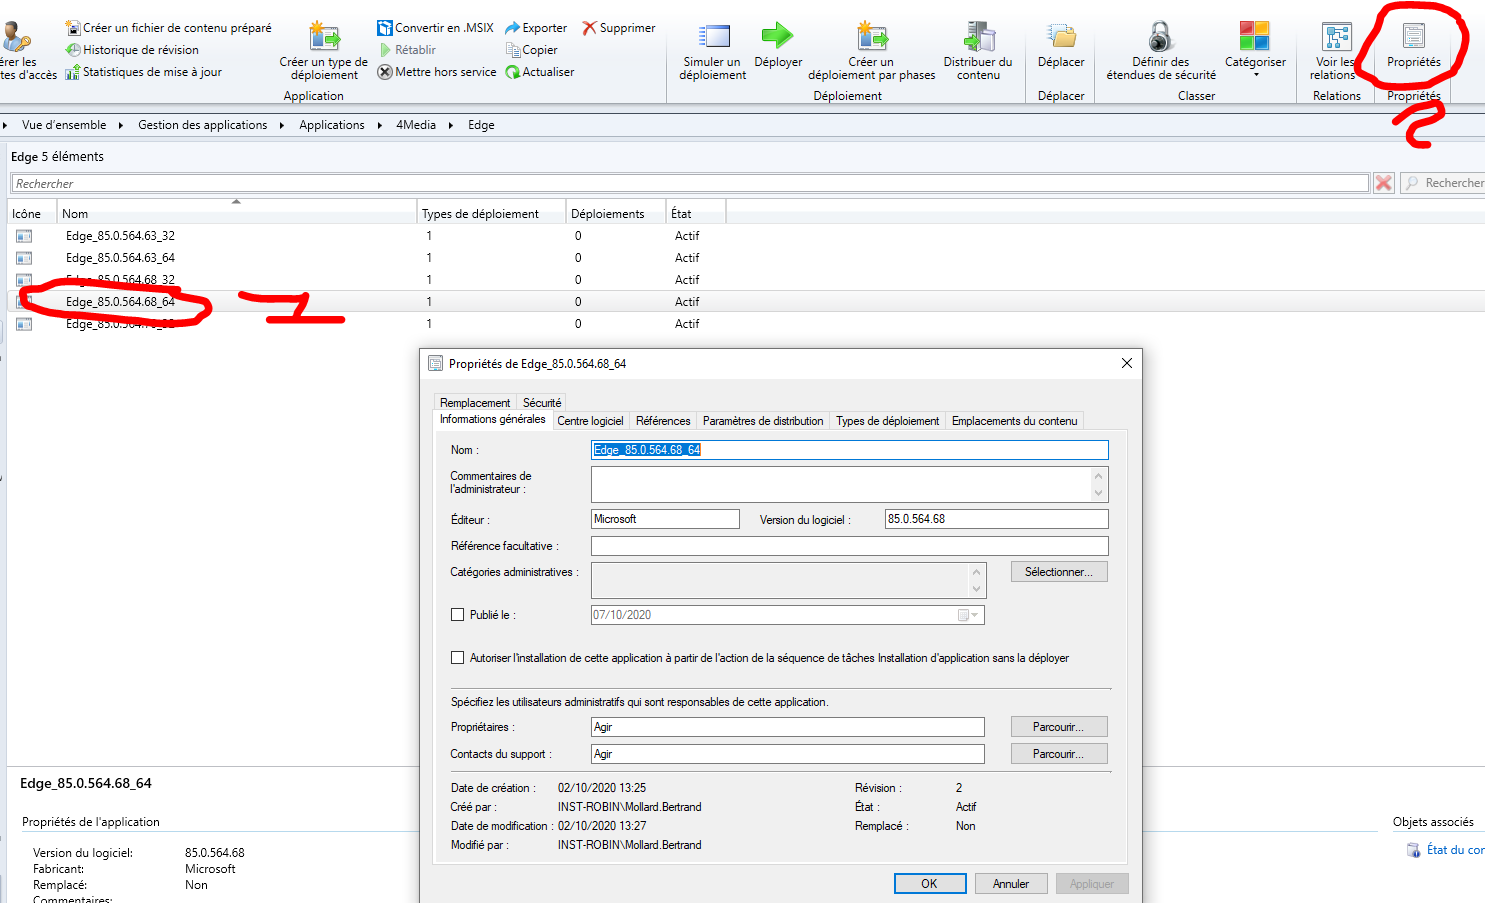 Créer un fichier de contenu préparé
Convertir en .MSIX
Exporter
Supprimer
érer les
tes d'accès
Historique de révision
Rétablir
Copier
Statistiques de mise à jour
Créer un type de
déploiement
Mettre hors service
Actualiser
Simuler un
déploiement
Déployer
Créer un
déploiement par phases
Distribuer du
contenu
Déplacer
Définir des
étendues de sécurité
Catégoriser
Voir les
relations
Propriétés
Application
Déploiement
Déplacer
Classer
Relations
Propriétés
2
Vue d'ensemble
Gestion des applications
Applications
4Media
Edge
Edge 5 éléments
Rechercher
Rechercher
Icône
Nom
Types de déploiement
Déploiements
État
Edge_85.0.564.63_32 1 0 Actif
Edge_85.0.564.63_64 1 0 Actif
Edge_85.0.564.68_32 1 0 Actif
Edge_85.0.564.68_64 1 0 Actif
1 0 Actif
1
Propriétés de Edge_85.0.564.68_64
Remplacement
Sécurité
Informations générales
Centre logiciel
Références
Paramètres de distribution
Types de déploiement
Emplacements du contenu
Nom : Edge_85.0.564.68_64
Commentaires de
l'administrateur :
Éditeur : Microsoft
Version du logiciel : 85.0.564.68
Référence facultative :
Catégories administratives :
Sélectionner...
Publié le : 07/10/2020
Autoriser l'installation de cette application à partir de l'action de la séquence de tâches Installation d'application sans la déployer
Spécifiez les utilisateurs administratifs qui sont responsables de cette application.
Propriétaires : Agir
Parcourir...
Contacts du support : Agir
Parcourir...
Date de création : 02/10/2020 13:25
Révision : 2
Créé par : INST-ROBIN\Mollard.Bertrand
État : Actif
Date de modification : 02/10/2020 13:27
Remplacé : Non
Modifié par : INST-ROBIN\Mollard.Bertrand
OK
Annuler
Appliquer
Edge_85.0.564.68_64
Propriétés de l'application
Version du logiciel: 85.0.564.68
Fabricant: Microsoft
Remplacé: Non
Commentaires:
Objets associés
État du con